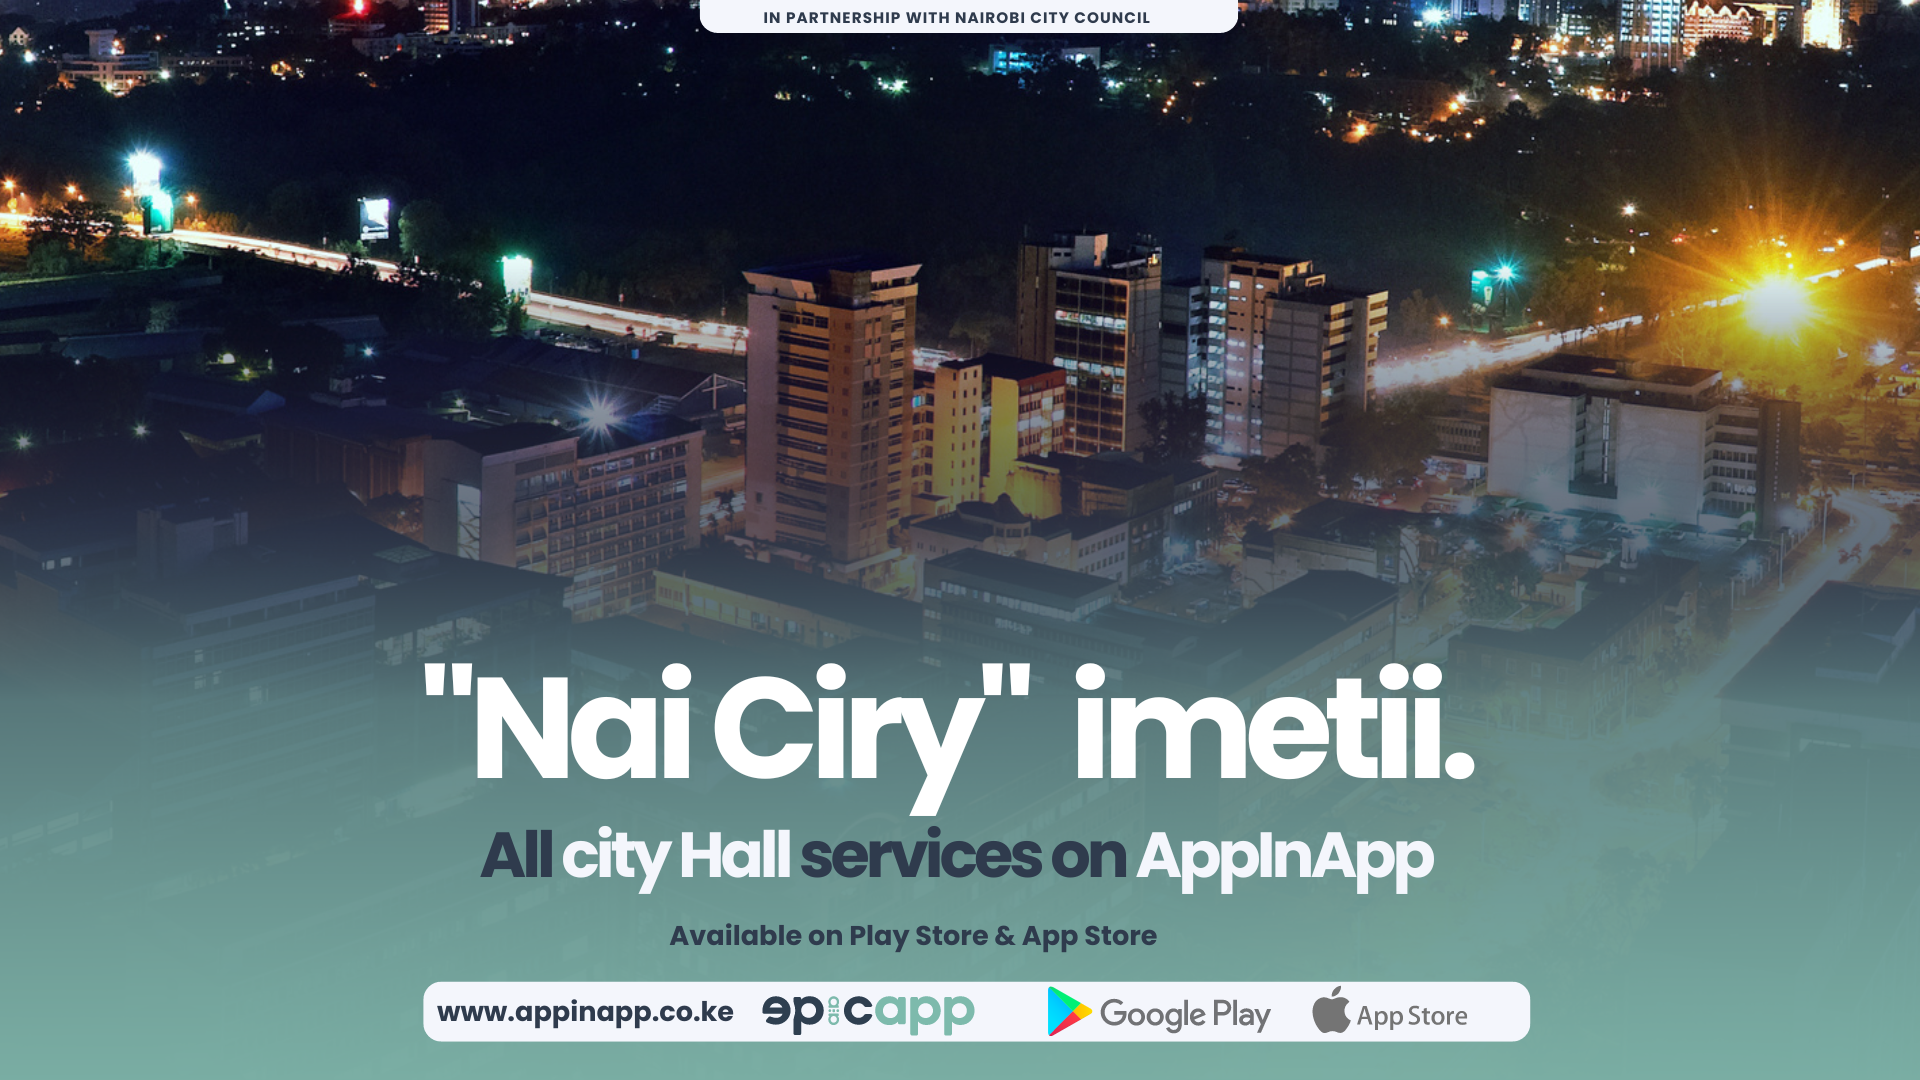 IN PARTNERSHIP WITH NAIROBI CITY COUNCIL
"Nai Ciry" imetii.
All city Hall services on AppInApp
Available on Play Store & App Store
www.appinapp.co.ke epicapp Google Play App Store